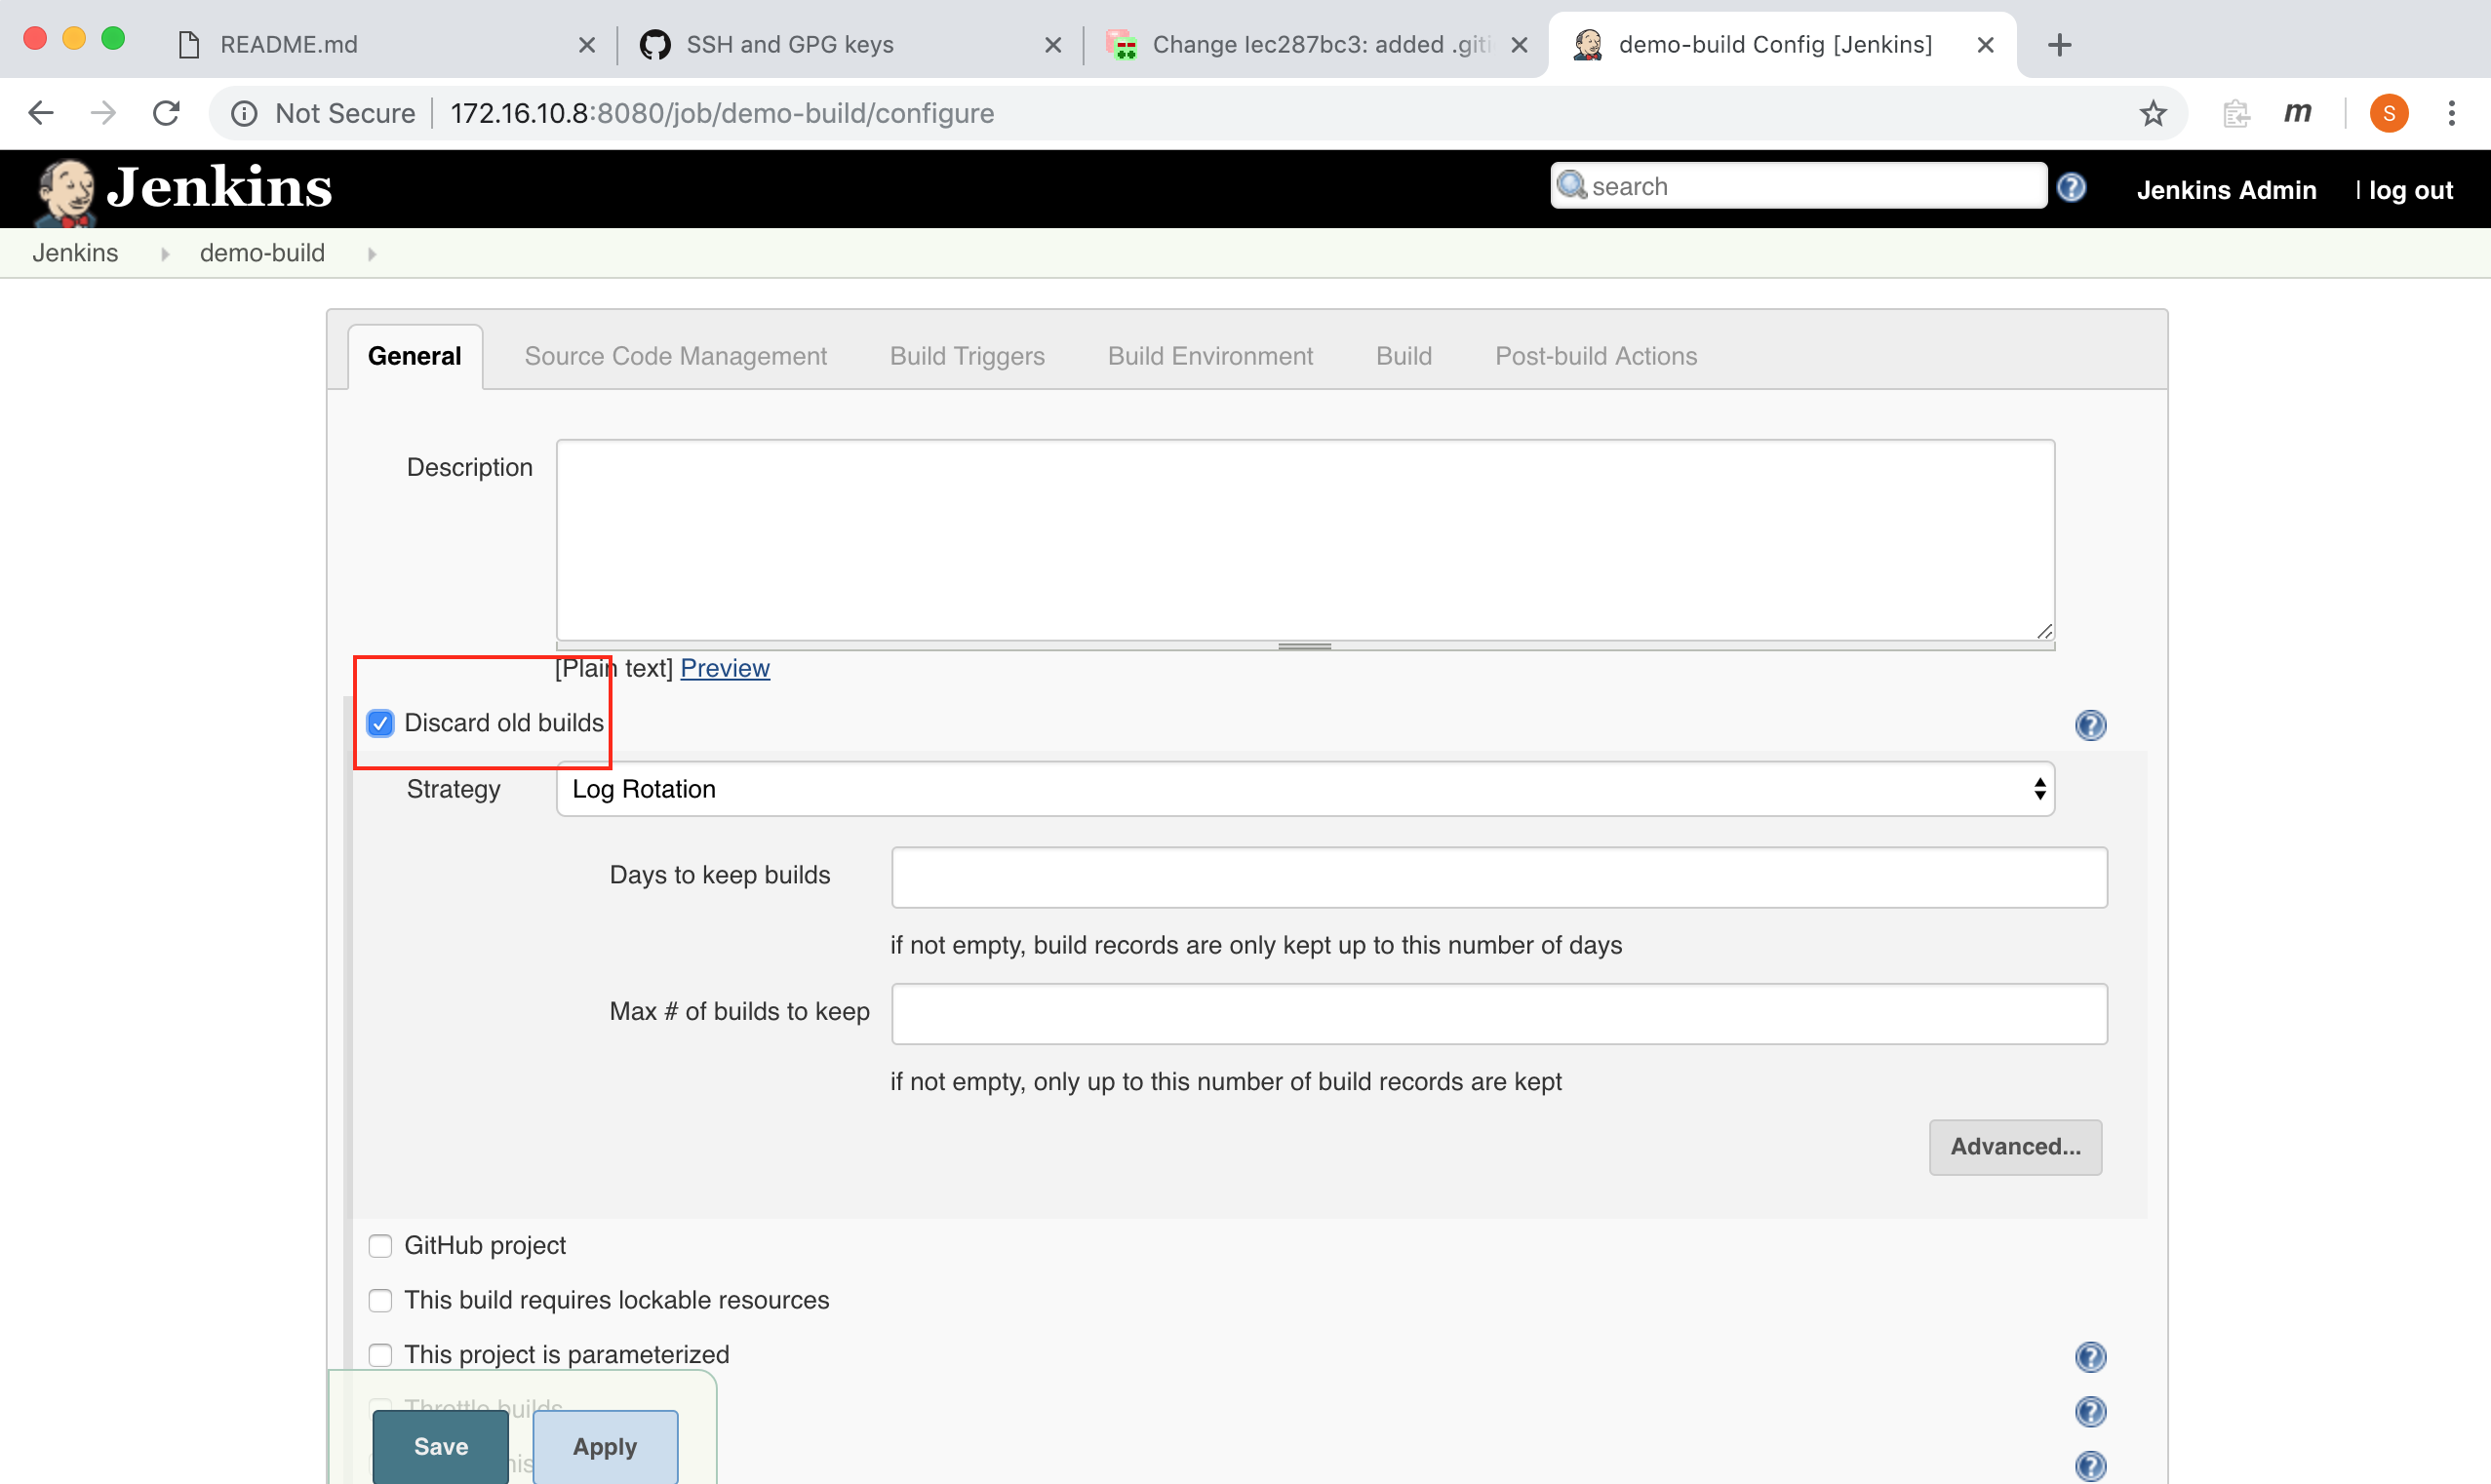 README.md
SSH and GPG keys
Change Iec287bc3: added .giti
demo-build Config [Jenkins]
Not Secure
172.16.10.8:8080/job/demo-build/configure
m
S
Jenkins
search
Jenkins Admin
| log out
Jenkins
demo-build
General
Source Code Management
Build Triggers
Build Environment
Build
Post-build Actions
Description
[Plain text] Preview
Discard old builds
Strategy
Log Rotation
Days to keep builds
if not empty, build records are only kept up to this number of days
Max # of builds to keep
if not empty, only up to this number of build records are kept
Advanced...
GitHub project
This build requires lockable resources
This project is parameterized
Throttle builds
Save
Apply